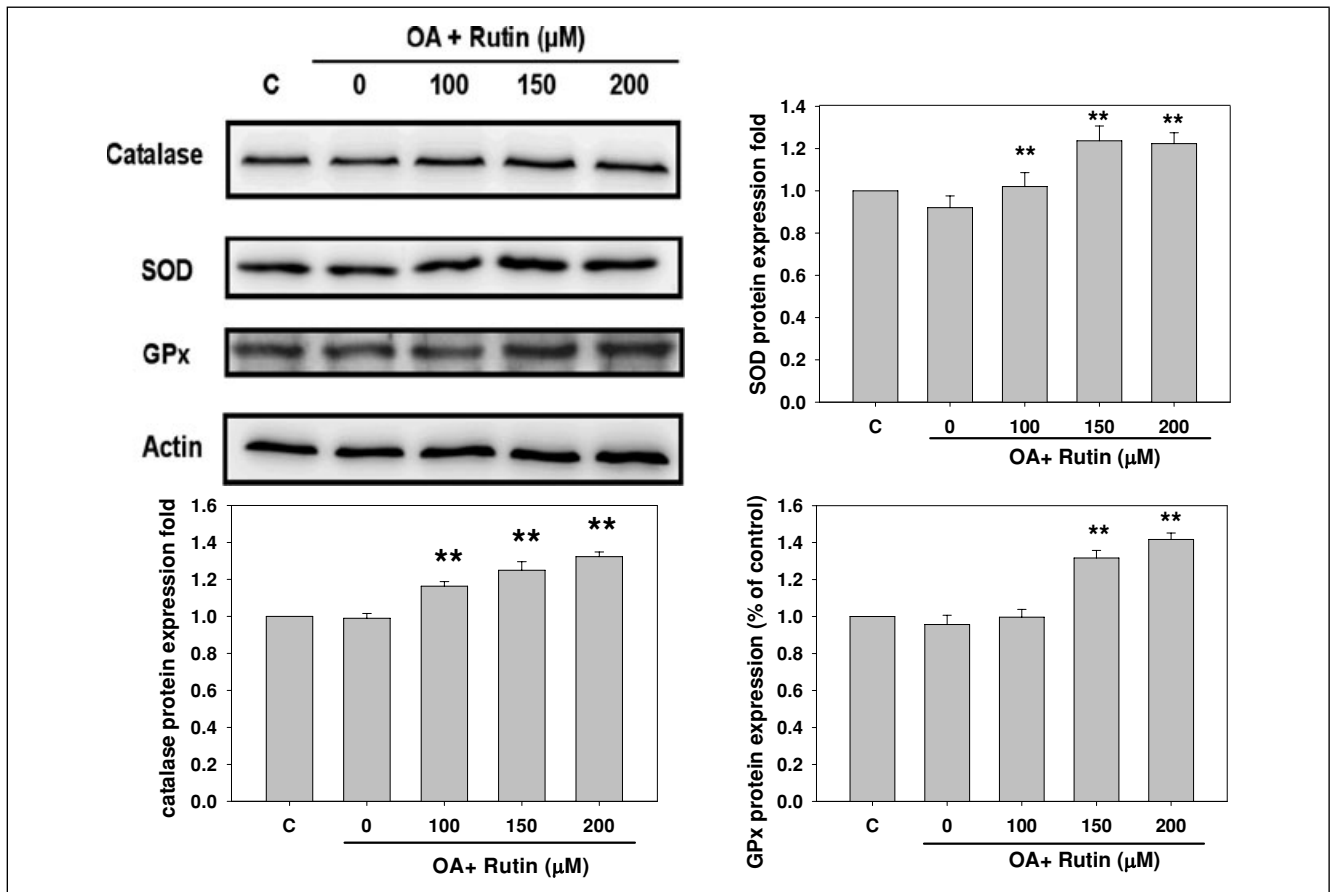 OA + Rutin (µM)
C 0 100 150 200
Catalase
SOD
GPx
Actin
SOD protein expression fold
1.4
1.2
1.0
0.8
0.6
0.4
0.2
0.0
** ** **
C 0 100 150 200
OA+ Rutin (µM)
catalase protein expression fold
1.6
1.4
1.2
1.0
0.8
0.6
0.4
0.2
0.0
** ** **
C 0 100 150 200
OA+ Rutin (µM)
GPx protein expression (% of control)
1.6
1.4
1.2
1.0
0.8
0.6
0.4
0.2
0.0
** **
C 0 100 150 200
OA+ Rutin (µM)